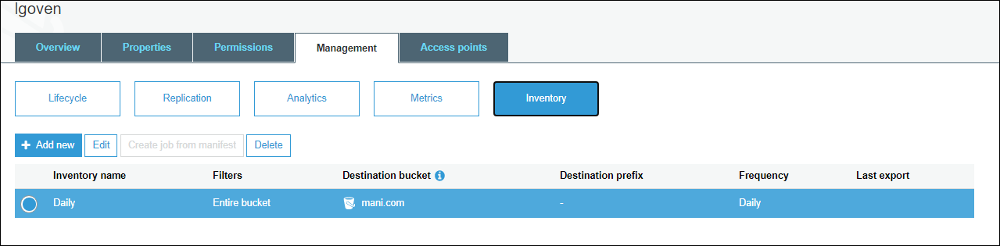 lgoven
Overview Properties Permissions Management Access points
Lifecycle Replication Analytics Metrics Inventory
+ Add new Edit Create job from manifest Delete
Inventory name Filters Destination bucket Destination prefix Frequency Last export
Daily Entire bucket mani.com - Daily